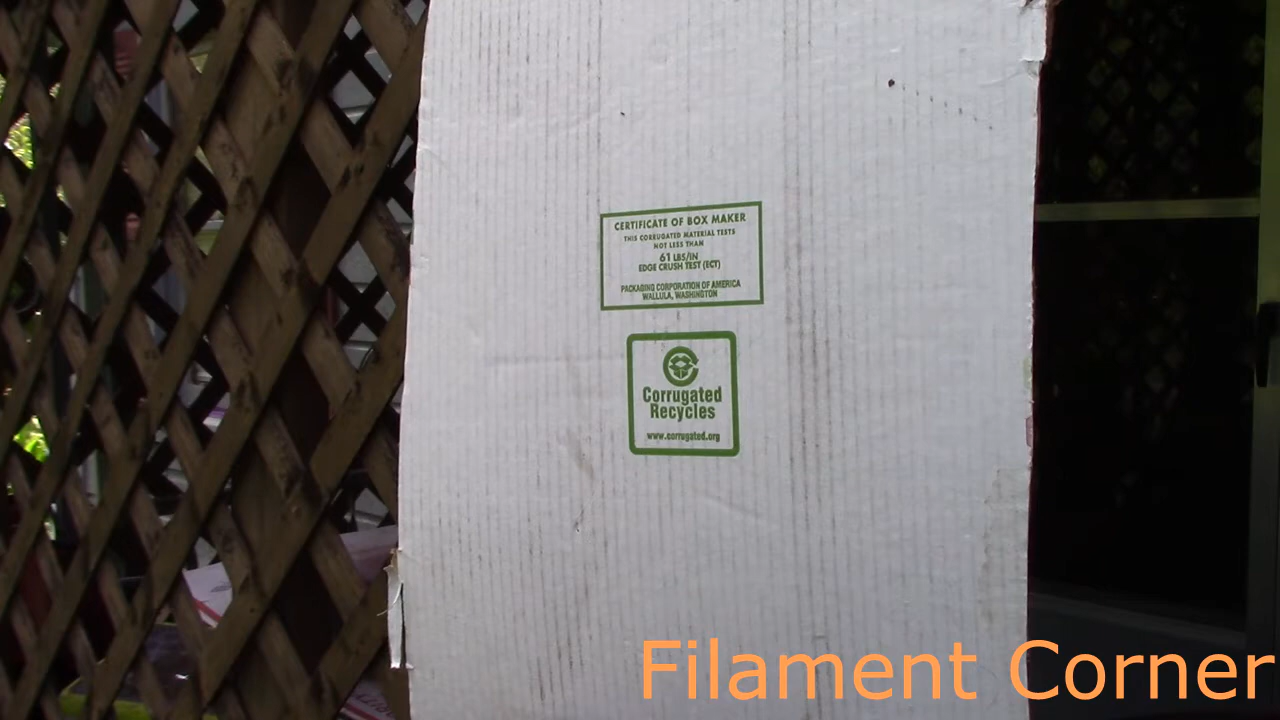 CERTIFICATE OF BOX MAKER
THIS CORRUGATED MATERIAL TESTS
NOT LESS THAN
61 LBS/IN
EDGE CRUSH TEST (ECT)
PACKAGING CORPORATION OF AMERICA
WALLULA, WASHINGTON
Corrugated
Recycles
www.corrugated.org
Filament Corner